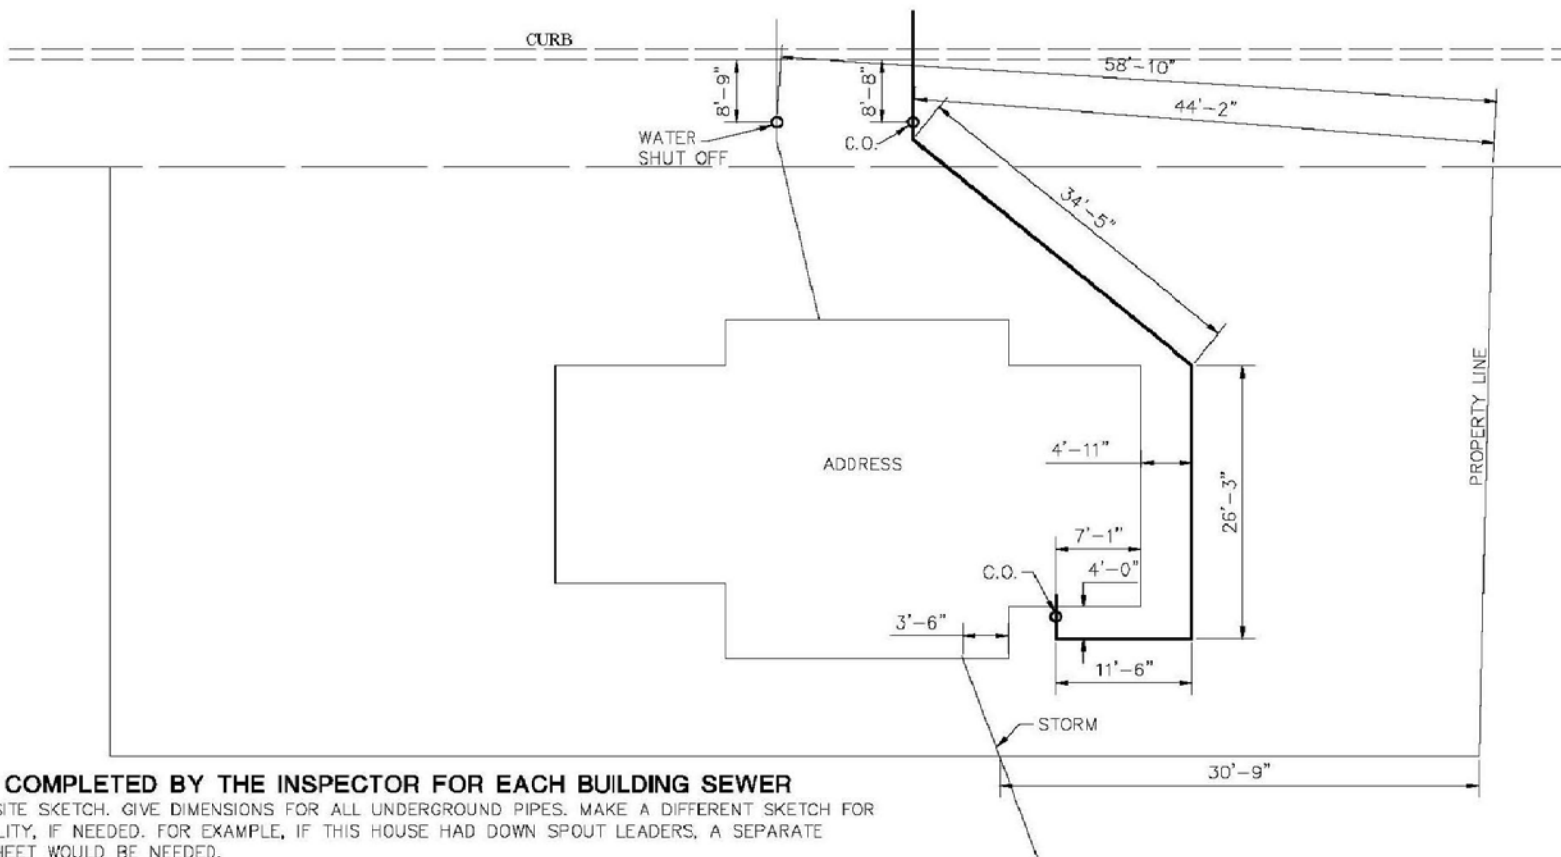 CURB
58'-10"
8'-9"
8'-8"
44'-2"
WATER
SHUT OFF
C.O.
34'-5"
PROPERTY LINE
ADDRESS
4'-11"
26'-3"
7'-1"
C.O.
4'-0"
3'-6"
11'-6"
STORM
30'-9"
COMPLETED BY THE INSPECTOR FOR EACH BUILDING SEWER
SITE SKETCH. GIVE DIMENSIONS FOR ALL UNDERGROUND PIPES. MAKE A DIFFERENT SKETCH FOR
LITY, IF NEEDED. FOR EXAMPLE, IF THIS HOUSE HAD DOWN SPOUT LEADERS, A SEPARATE
HEET WOULD BE NEEDED.